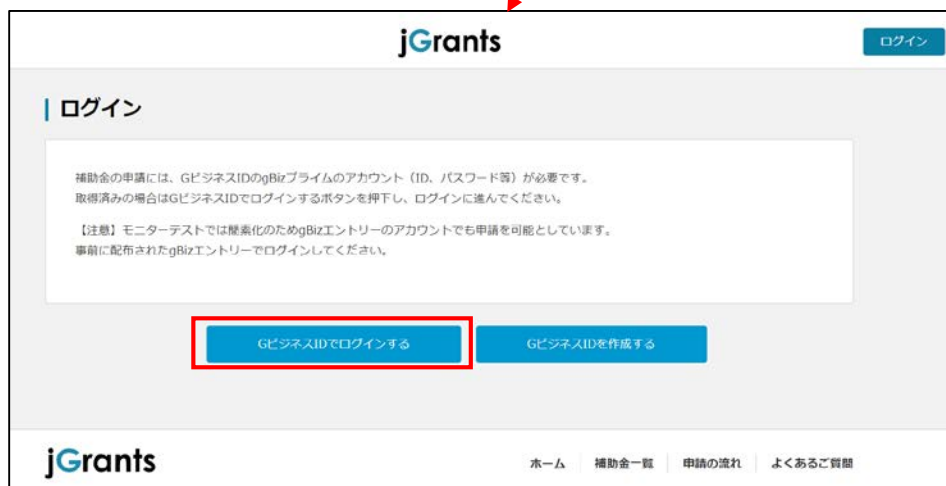 jGrants
ログイン
ログイン
補助金の申請には、GビジネスIDのgBizプライムのアカウント（ID、パスワード等）が必要です。
取得済みの場合はGビジネスIDでログインするボタンを押下し、ログインに進んでください。
【注意】モニターテストでは簡素化のためgBizエントリーのアカウントでも申請を可能としています。
事前に配布されたgBizエントリーでログインしてください。
GビジネスIDでログインする
GビジネスIDを作成する
jGrants
ホーム
補助金一覧
申請の流れ
よくあるご質問